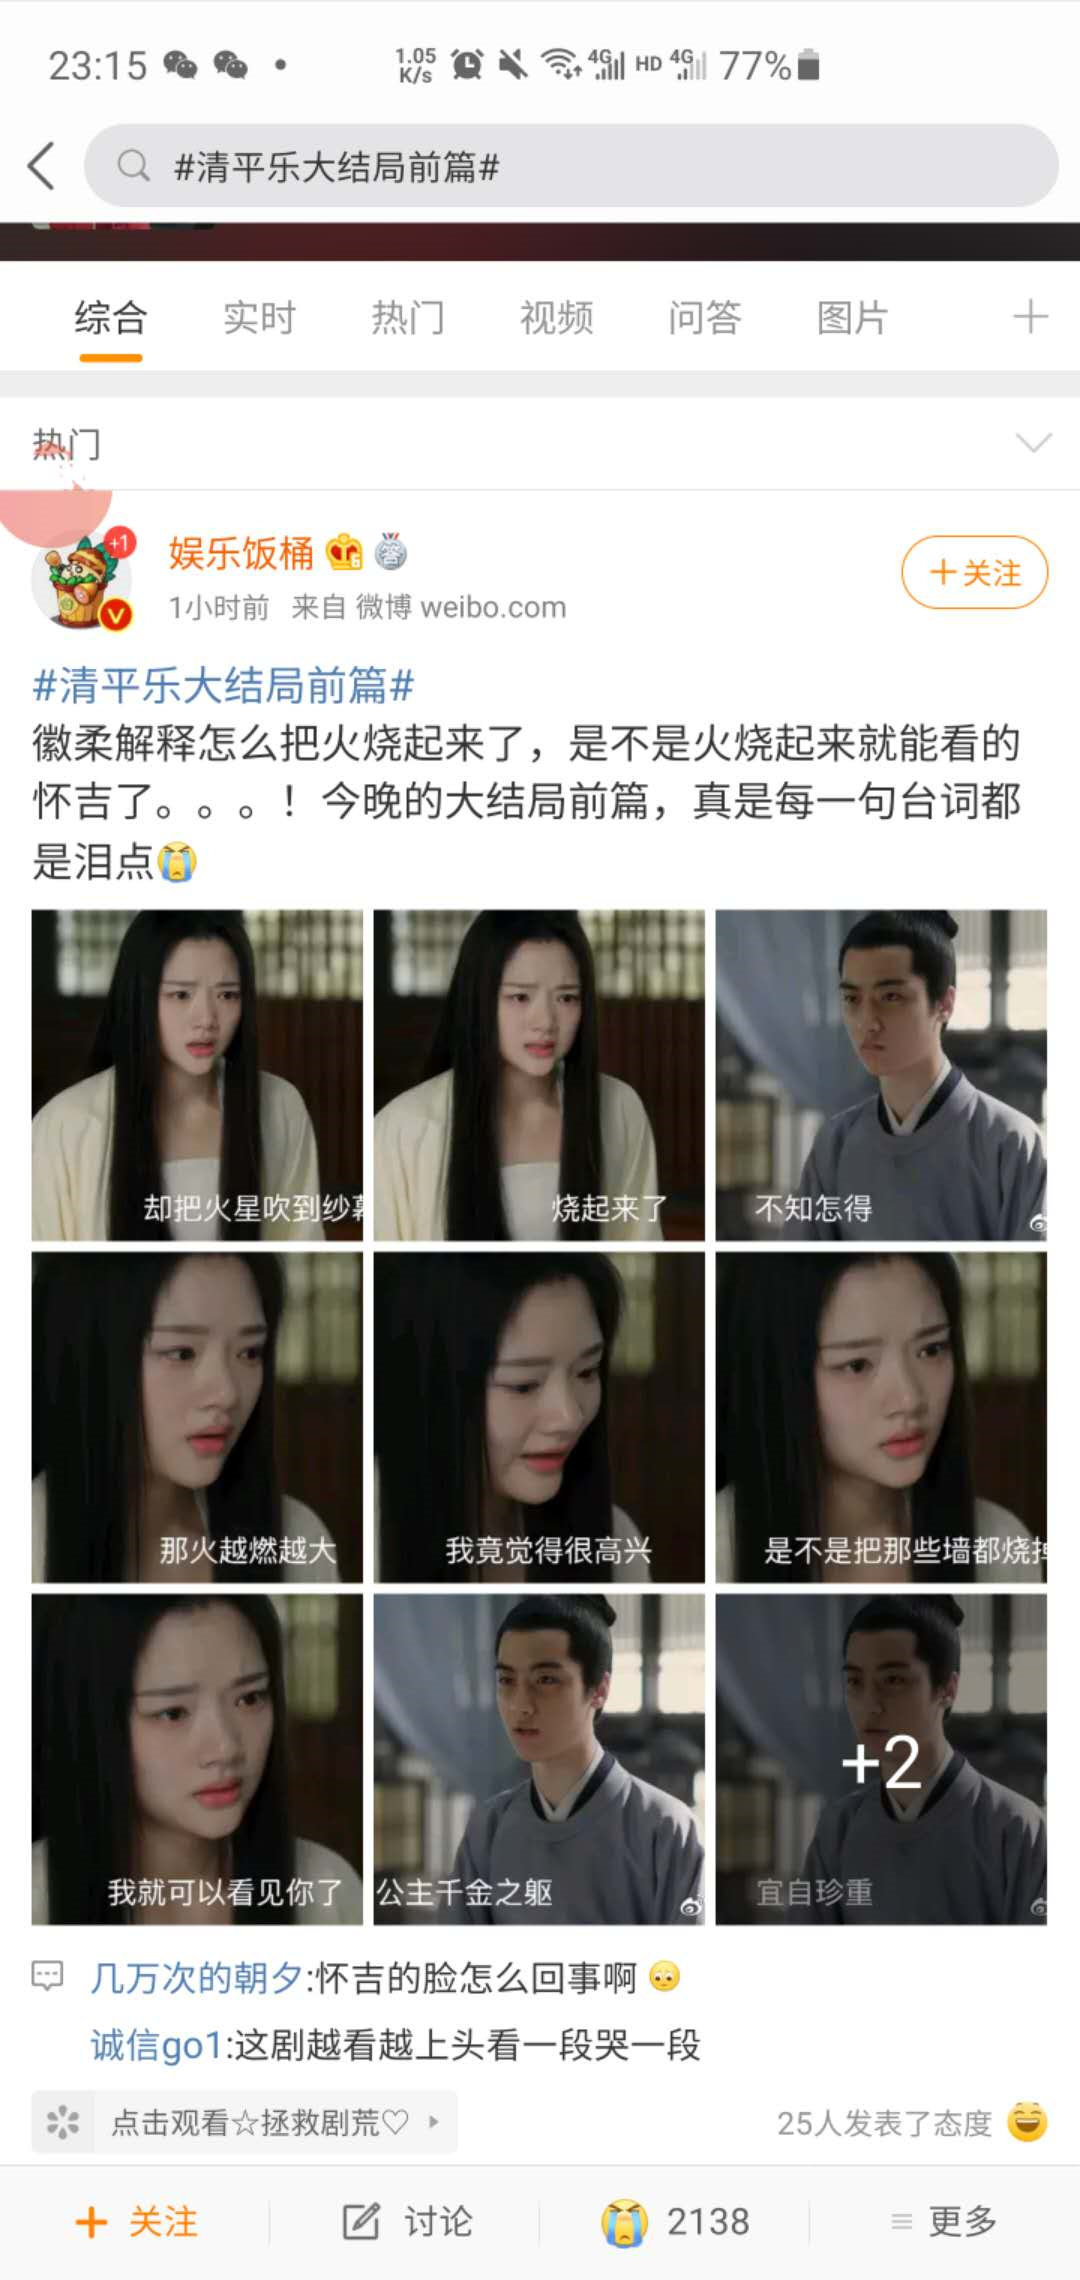 23:15
1.05
K/s
4G
HD
4G
77%
#清平乐大结局前篇#
综合 实时 热门 视频 问答 图片
热门
+1
娱乐饭桶
6
V
+关注
1小时前 来自 微博 weibo.com
#清平乐大结局前篇#
徽柔解释怎么把火烧起来了，是不是火烧起来就能看的
怀吉了。。。！今晚的大结局前篇，真是每一句台词都
是泪点
却把火星吹到纱幕
烧起来了
不知怎得
那火越燃越大
我竟觉得很高兴
是不是把那些墙都烧掉
我就可以看见你了
公主千金之躯
+2
宜自珍重
几万次的朝夕:怀吉的脸怎么回事啊
诚信go1:这剧越看越上头看一段哭一段
点击观看☆拯救剧荒♡
25人发表了态度
+ 关注
讨论
2138
更多